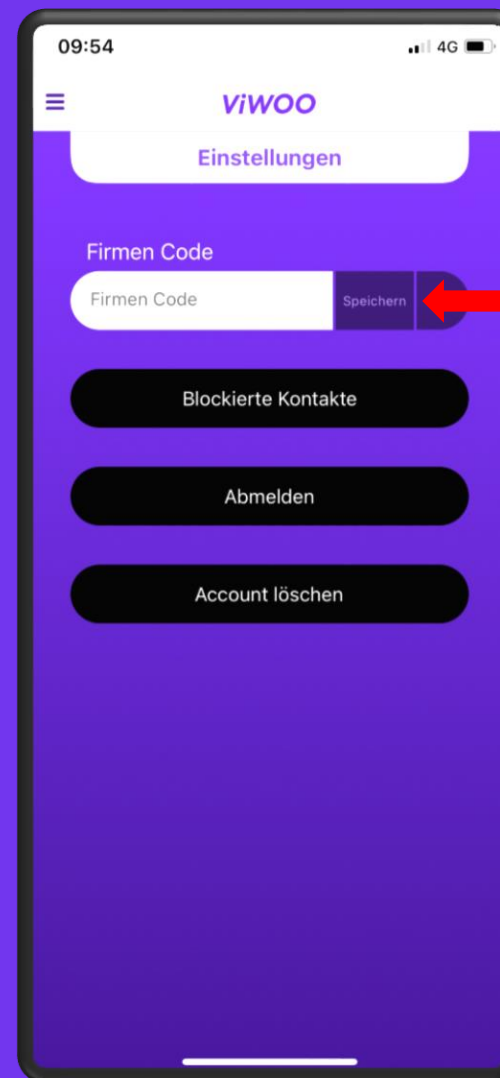 09:54
4G
ViWOO
Einstellungen
Firmen Code
Firmen Code
Speichern
Blockierte Kontakte
Abmelden
Account löschen